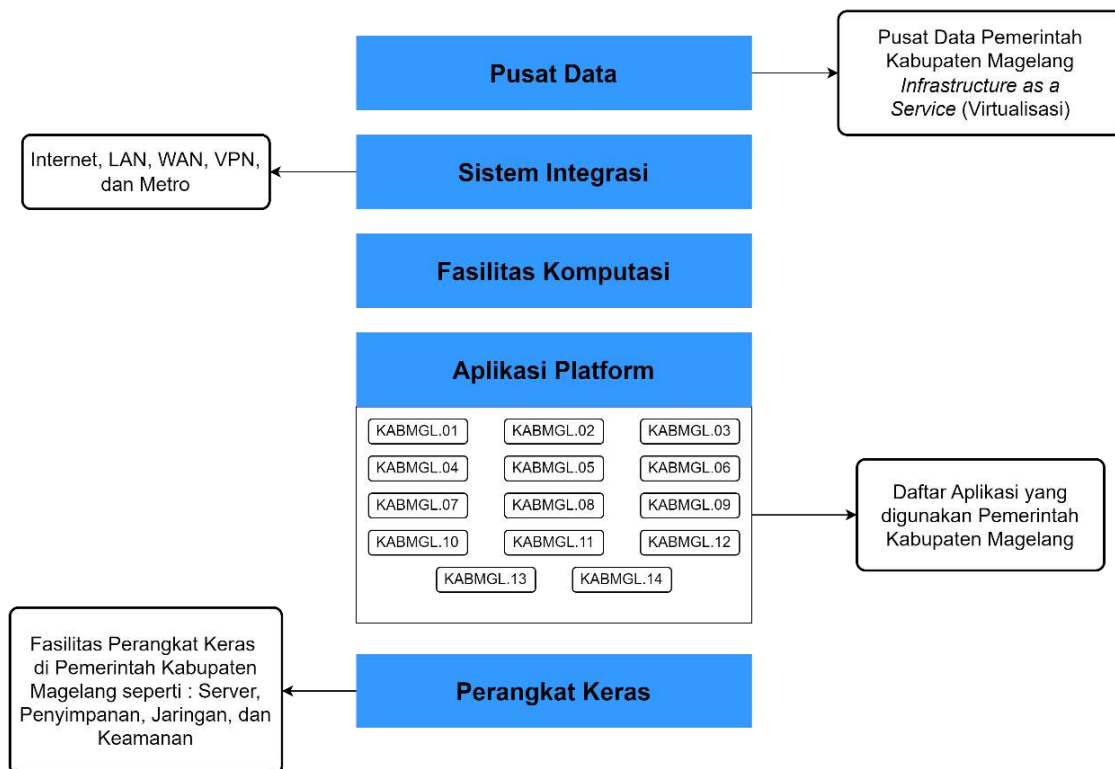 Pusat Data
Pusat Data Pemerintah
Kabupaten Magelang
Infrastructure as a
Service (Virtualisasi)
Internet, LAN, WAN, VPN,
dan Metro
Sistem Integrasi
Fasilitas Komputasi
Aplikasi Platform
KABMGL.01
KABMGL.02
KABMGL.03
KABMGL.04
KABMGL.05
KABMGL.06
KABMGL.07
KABMGL.08
KABMGL.09
KABMGL.10
KABMGL.11
KABMGL.12
KABMGL.13
KABMGL.14
Daftar Aplikasi yang
digunakan Pemerintah
Kabupaten Magelang
Fasilitas Perangkat Keras
di Pemerintah Kabupaten
Magelang seperti : Server,
Penyimpanan, Jaringan, dan
Keamanan
Perangkat Keras